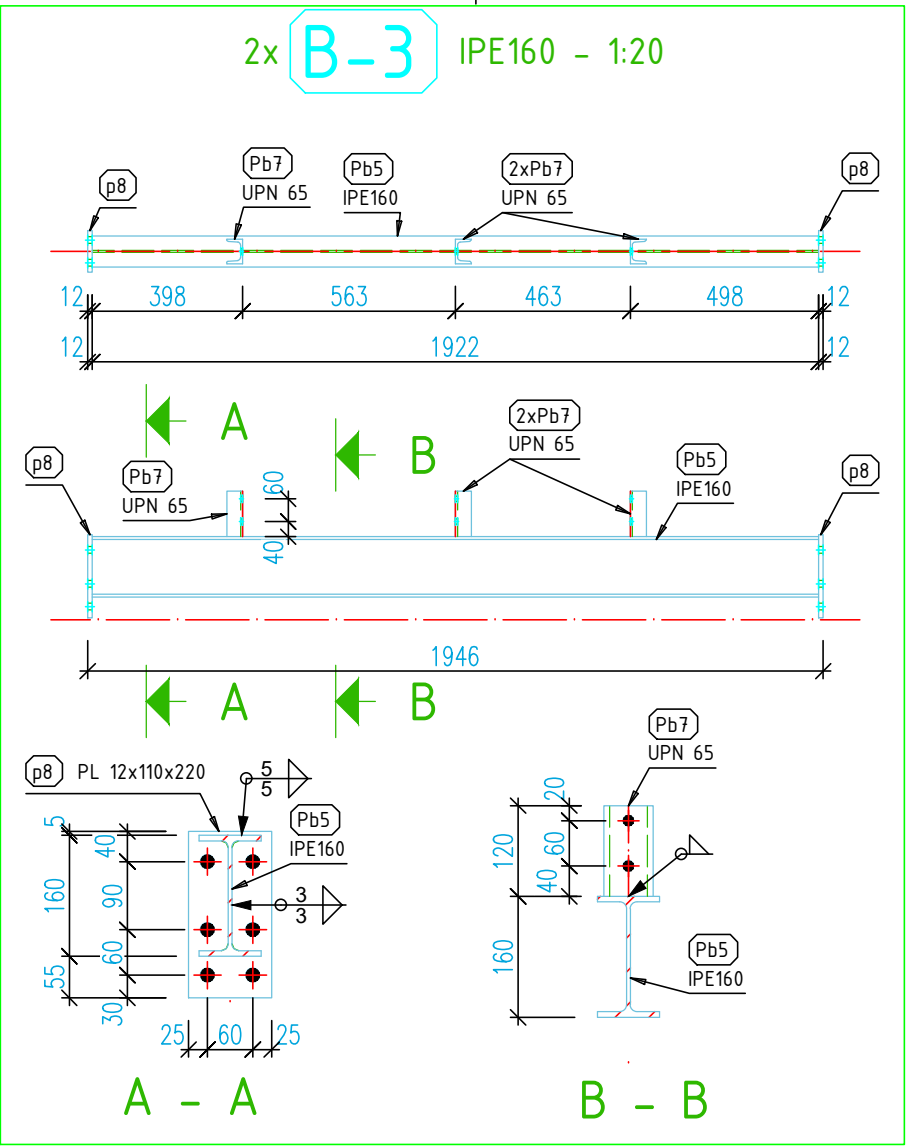 2x B-3 IPE160 - 1:20
p8
Pb7
UPN 65
Pb5
IPE160
2xPb7
UPN 65
p8
12 398 563 463 498 12
12 1922 12
A
B
p8
Pb7
UPN 65
60
40
2xPb7
UPN 65
Pb5
IPE160
p8
1946
A
B
p8 PL 12x110x220
5
5
Pb5
IPE160
3
3
5
160
55
40
90
60
30
25 60 25
A - A
Pb7
UPN 65
20
60
40
120
160
Pb5
IPE160
B - B